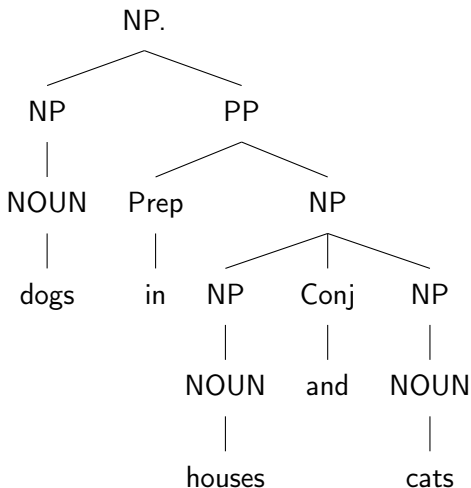 NP.
NP PP
NOUN Prep NP
dogs in NP Conj NP
NOUN and NOUN
houses cats